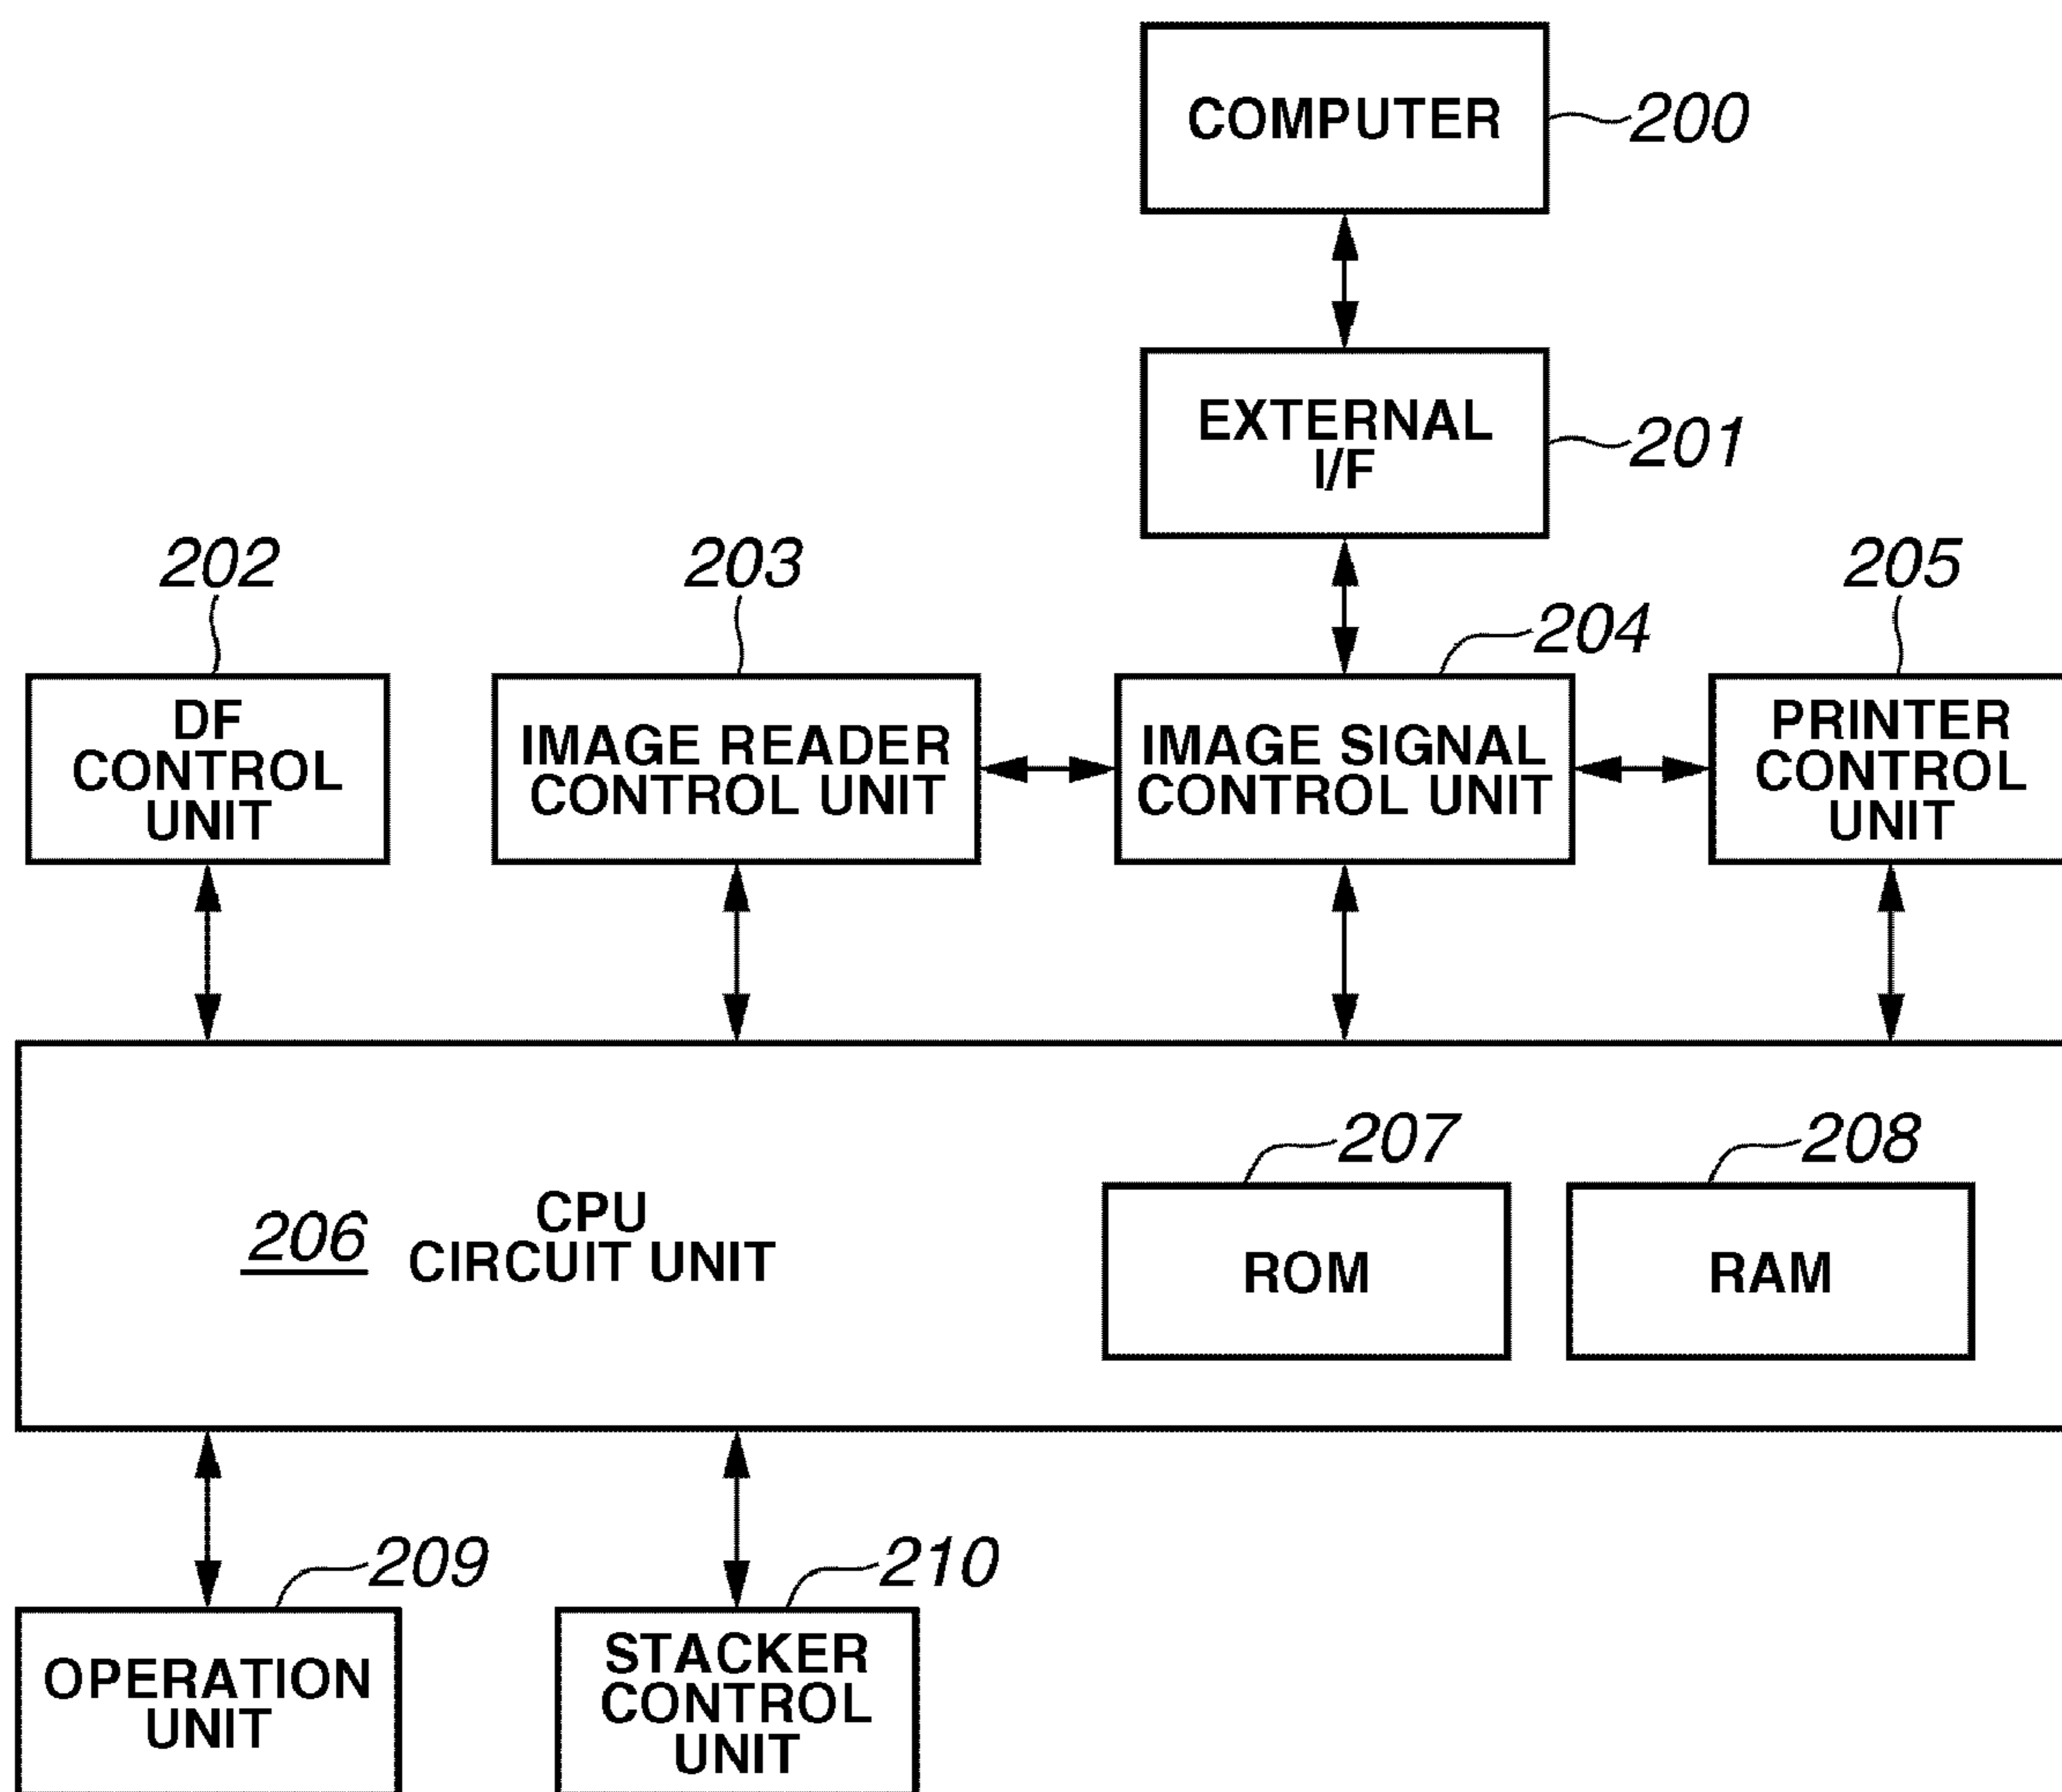 COMPUTER
200
EXTERNAL
I/F
201
202
203
204
205
DF
CONTROL
UNIT
IMAGE READER
CONTROL UNIT
IMAGE SIGNAL
CONTROL UNIT
PRINTER
CONTROL
UNIT
206
CPU
CIRCUIT UNIT
207
ROM
208
RAM
209
OPERATION
UNIT
210
STACKER
CONTROL
UNIT